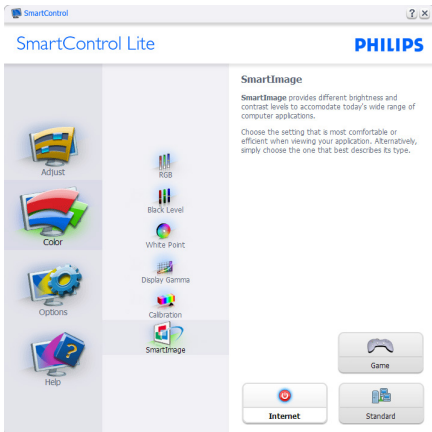 SmartControl
? ×
SmartControl Lite
PHILIPS
Adjust
Color
Options
Help
RGB
Black Level
White Point
Display Gamma
Calibration
SmartImage
SmartImage
SmartImage provides different brightness and
contrast levels to accomodate today's wide range of
computer applications.
Choose the setting that is most comfortable or
efficient when viewing your application. Alternatively,
simply choose the one that best describes its type.
Game
Internet
Standard